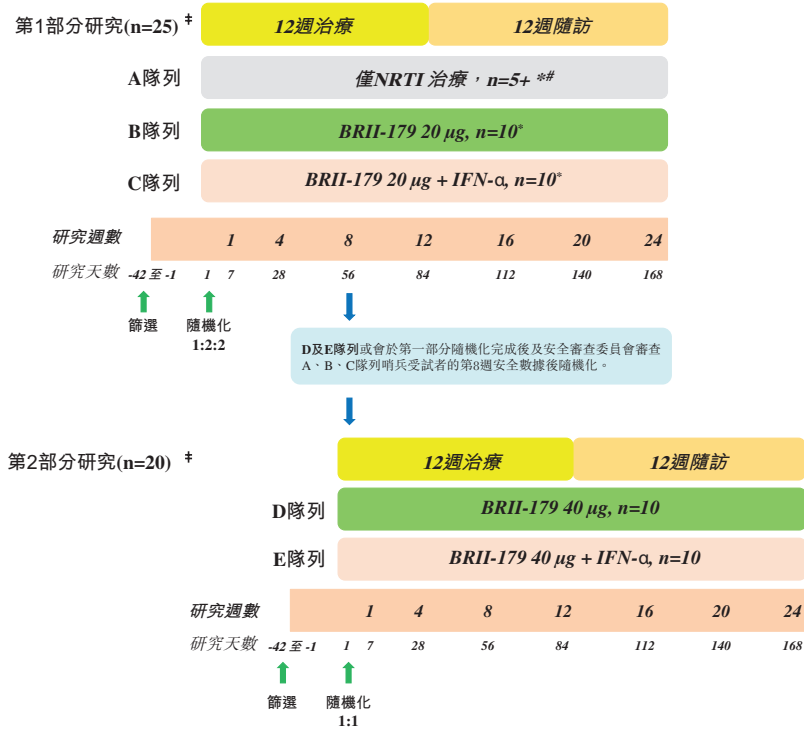 第1部分研究(n=25) ‡
12週治療
12週隨訪
A隊列
僅NRTI 治療，n=5+ *#
B隊列
BRII-179 20 μg, n=10*
C隊列
BRII-179 20 μg + IFN-α, n=10*
研究週數
1 4 8 12 16 20 24
研究天數 -42 至 -1 1 7 28 56 84 112 140 168
篩選
隨機化
1:2:2
D及E隊列或會於第一部分隨機化完成後及安全審查委員會審查
A、B、C隊列哨兵受試者的第8週安全數據後隨機化。
第2部分研究(n=20) ‡
12週治療
12週隨訪
D隊列
BRII-179 40 μg, n=10
E隊列
BRII-179 40 μg + IFN-α, n=10
研究週數
1 4 8 12 16 20 24
研究天數 -42 至 -1 1 7 28 56 84 112 140 168
篩選
隨機化
1:1